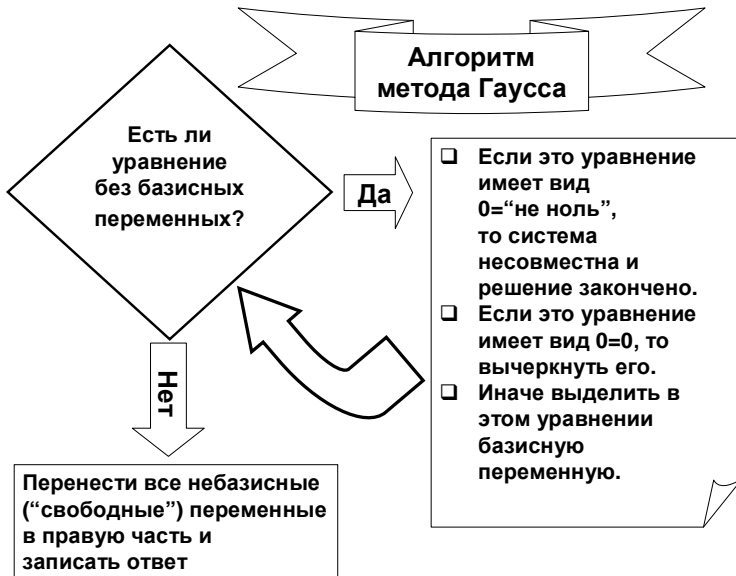 Алгоритм
метода Гаусса
Есть ли
уравнение
без базисных
переменных?
Да
❑ Если это уравнение
имеет вид
0=“не ноль”,
то система
несовместна и
решение закончено.
❑ Если это уравнение
имеет вид 0=0, то
вычеркнуть его.
❑ Иначе выделить в
этом уравнении
базисную
переменную.
Нет
Перенести все небазисные
(“свободные”) переменные
в правую часть и
записать ответ